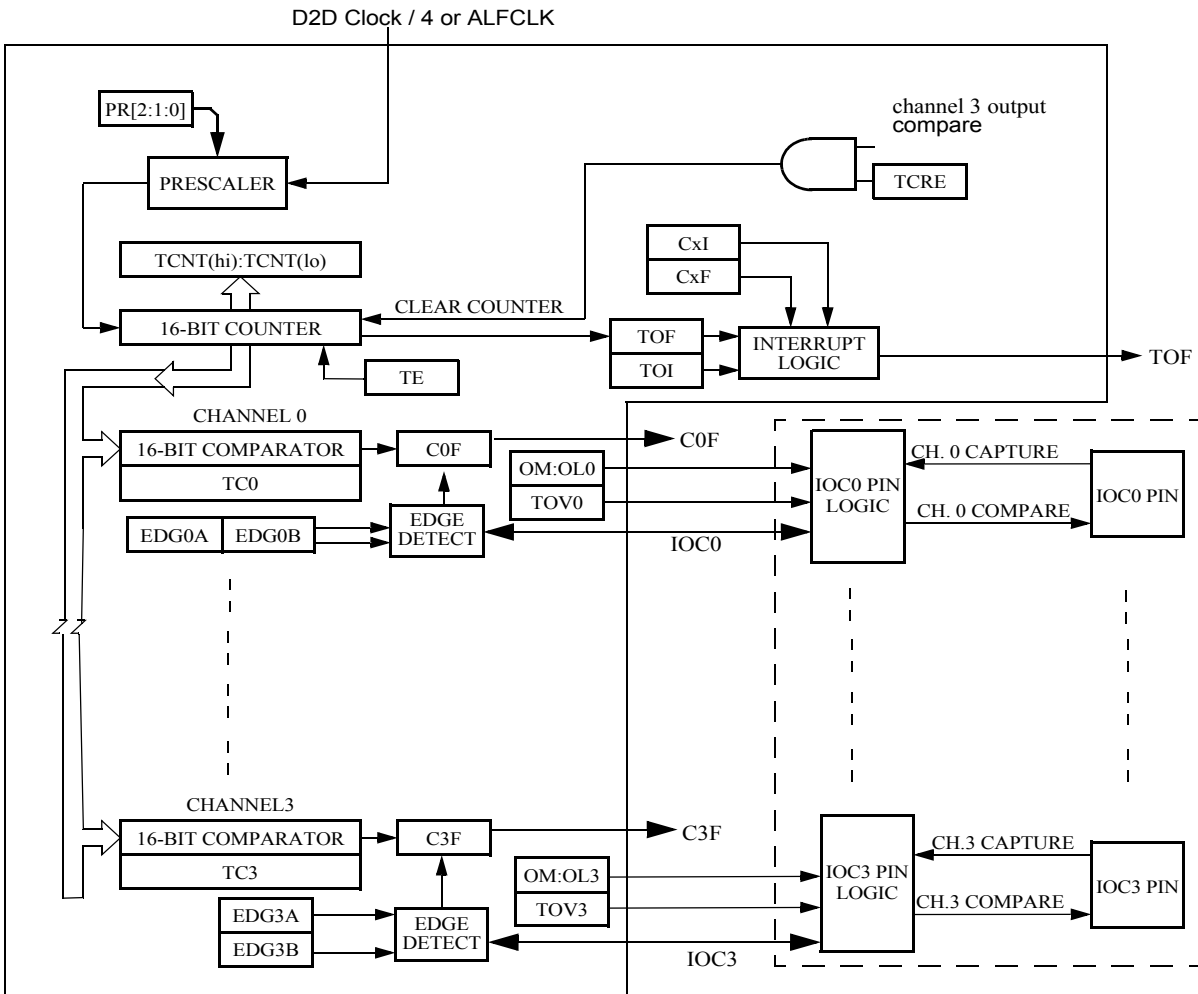 D2D Clock / 4 or ALFCLK
PR[2:1:0]
channel 3 output
compare
PRESCALER
TCRE
CxI
CxF
TCNT(hi):TCNT(lo)
CLEAR COUNTER
16-BIT COUNTER
TOF
TOI
INTERRUPT
LOGIC
TOF
TE
CHANNEL 0
16-BIT COMPARATOR
TC0
C0F
C0F
OM:OL0
TOV0
IOC0 PIN
LOGIC
CH. 0 CAPTURE
CH. 0 COMPARE
IOC0 PIN
EDG0A
EDG0B
EDGE
DETECT
IOC0
CHANNEL3
16-BIT COMPARATOR
TC3
C3F
C3F
OM:OL3
TOV3
IOC3 PIN
LOGIC
CH.3 CAPTURE
CH.3 COMPARE
IOC3 PIN
EDG3A
EDG3B
EDGE
DETECT
IOC3